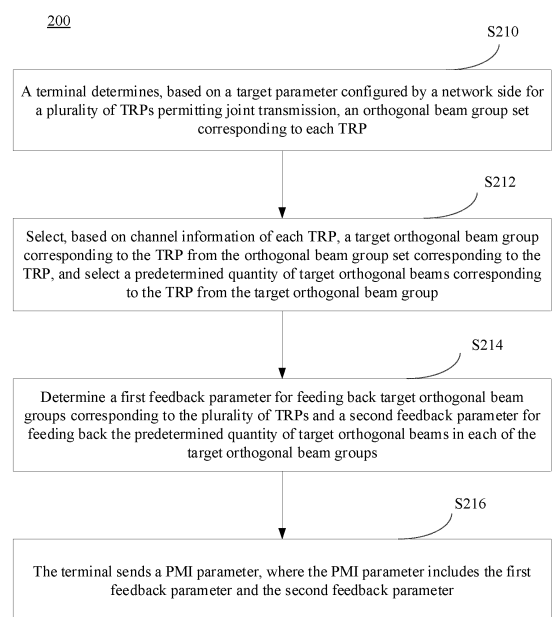 200
S210
A terminal determines, based on a target parameter configured by a network side for
a plurality of TRPs permitting joint transmission, an orthogonal beam group set
corresponding to each TRP
S212
Select, based on channel information of each TRP, a target orthogonal beam group
corresponding to the TRP from the orthogonal beam group set corresponding to the
TRP, and select a predetermined quantity of target orthogonal beams corresponding
to the TRP from the target orthogonal beam group
S214
Determine a first feedback parameter for feeding back target orthogonal beam
groups corresponding to the plurality of TRPs and a second feedback parameter for
feeding back the predetermined quantity of target orthogonal beams in each of the
target orthogonal beam groups
S216
The terminal sends a PMI parameter, where the PMI parameter includes the first
feedback parameter and the second feedback parameter